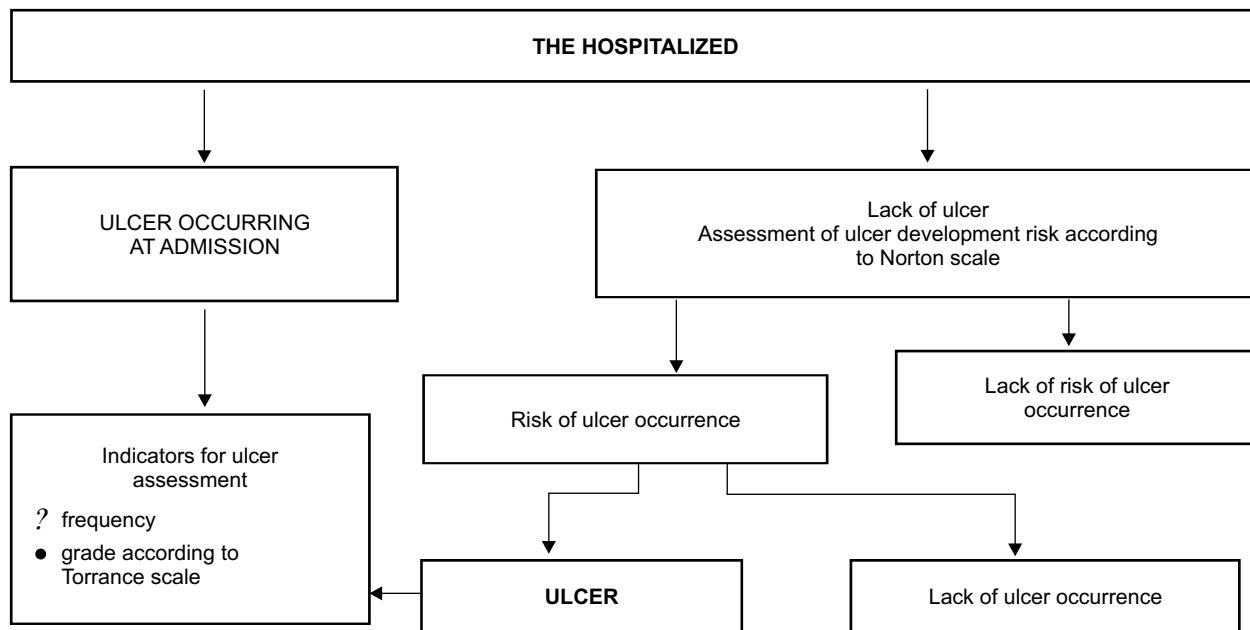 THE HOSPITALIZED
ULCER OCCURRING
AT ADMISSION
Lack of ulcer
Assessment of ulcer development risk according
to Norton scale
Lack of risk of ulcer
occurrence
Risk of ulcer occurrence
Indicators for ulcer
assessment
? frequency
● grade according to
Torrance scale
ULCER
Lack of ulcer occurrence